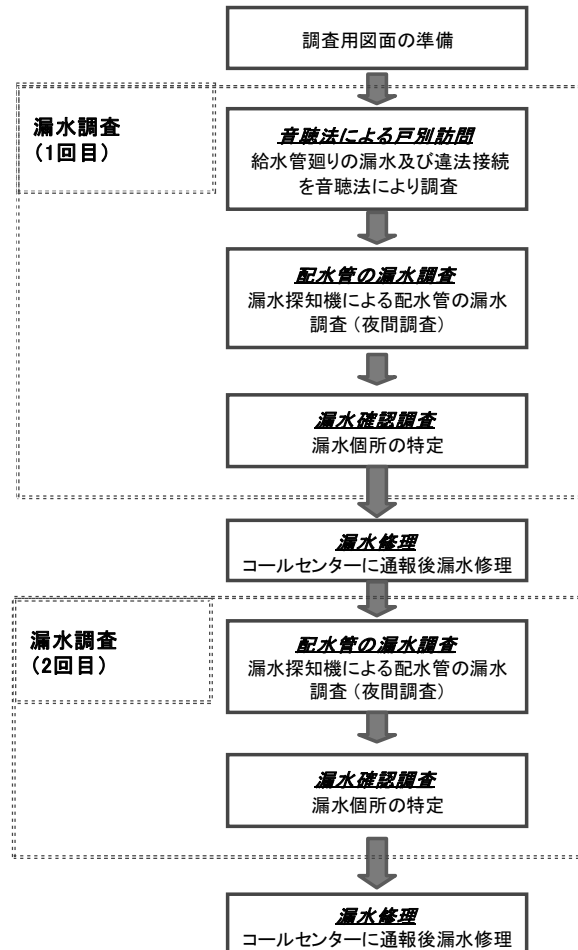 調査用図面の準備
漏水調査
（1回目）
音聴法による戸別訪問
給水管廻りの漏水及び違法接続
を音聴法により調査
配水管の漏水調査
漏水探知機による配水管の漏水
調査（夜間調査）
漏水確認調査
漏水個所の特定
漏水修理
コールセンターに通報後漏水修理
漏水調査
（2回目）
配水管の漏水調査
漏水探知機による配水管の漏水
調査（夜間調査）
漏水確認調査
漏水個所の特定
漏水修理
コールセンターに通報後漏水修理